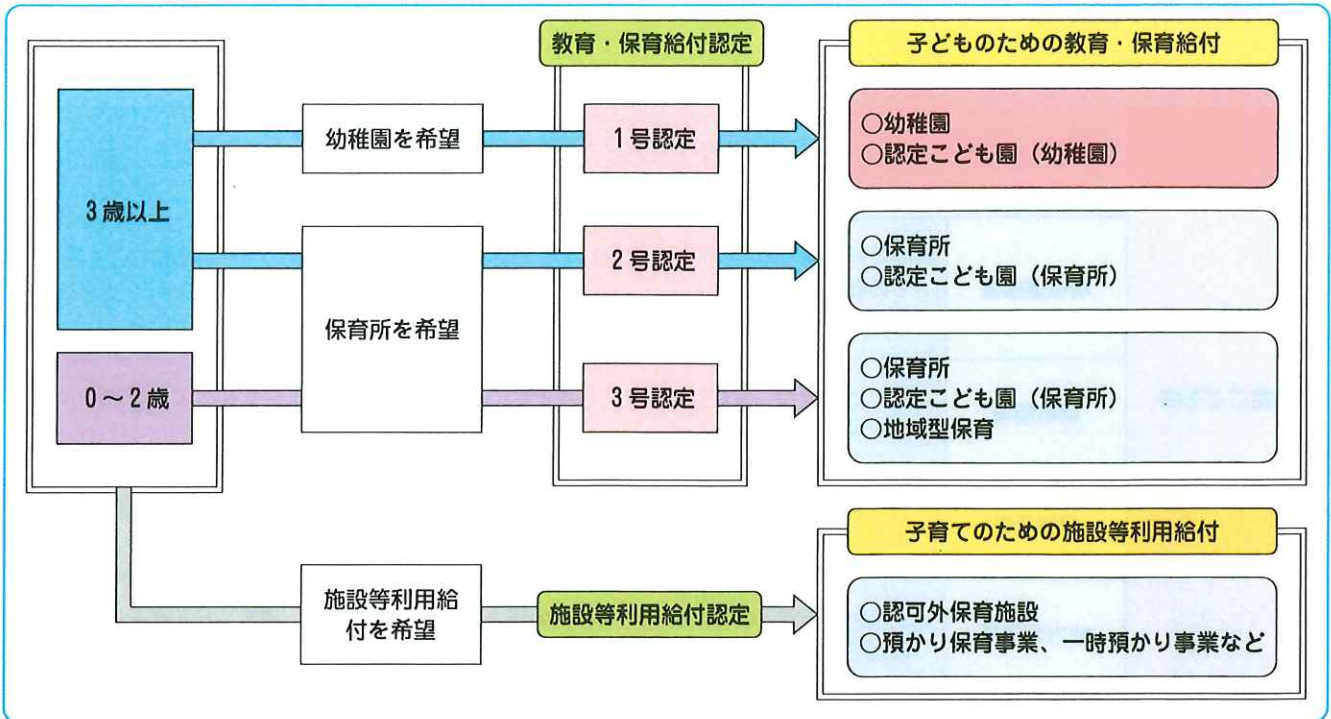 教育・保育給付認定
子どものための教育・保育給付
3歳以上
幼稚園を希望
1号認定
○幼稚園
○認定こども園(幼稚園)
保育所を希望
2号認定
○保育所
○認定こども園(保育所)
0～2歳
3号認定
○保育所
○認定こども園(保育所)
○地域型保育
子育てのための施設等利用給付
施設等利用給
付を希望
施設等利用給付認定
○認可外保育施設
○預かり保育事業、一時預かり事業など